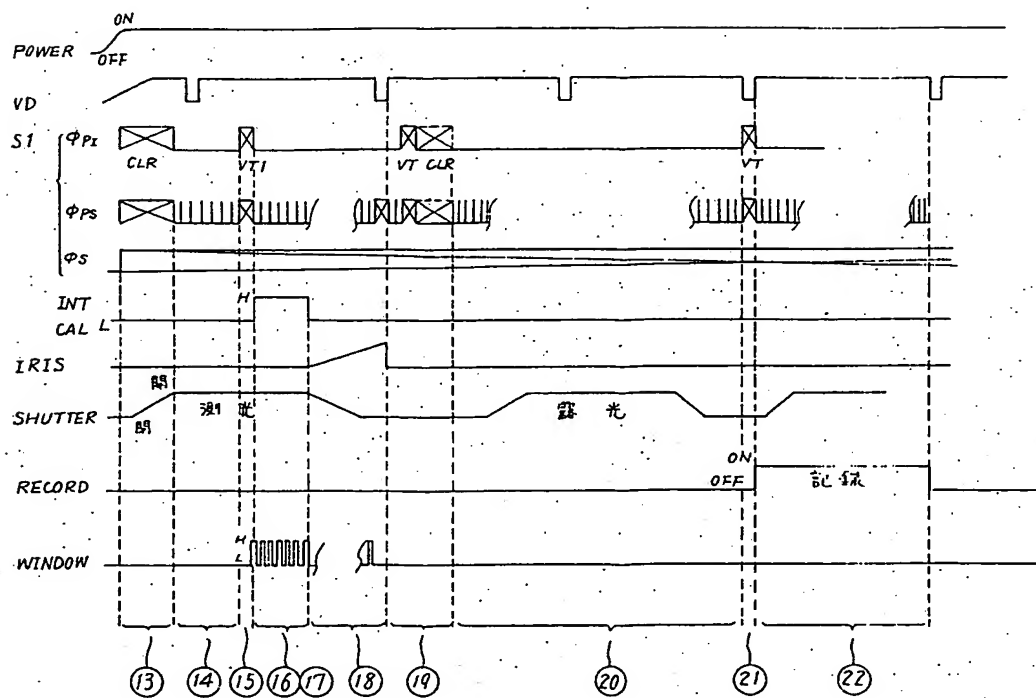 ON
POWER
OFF
VD
S1
ΦPI
CLR
VT1
VT CLR
VT
ΦPS
ΦS
INT
H
CAL L
IRIS
SHUTTER
開
測 光
露 光
ON
OFF
RECORD
記 録
H
L
WINDOW
13 14 15 16 17 18 19 20 21 22